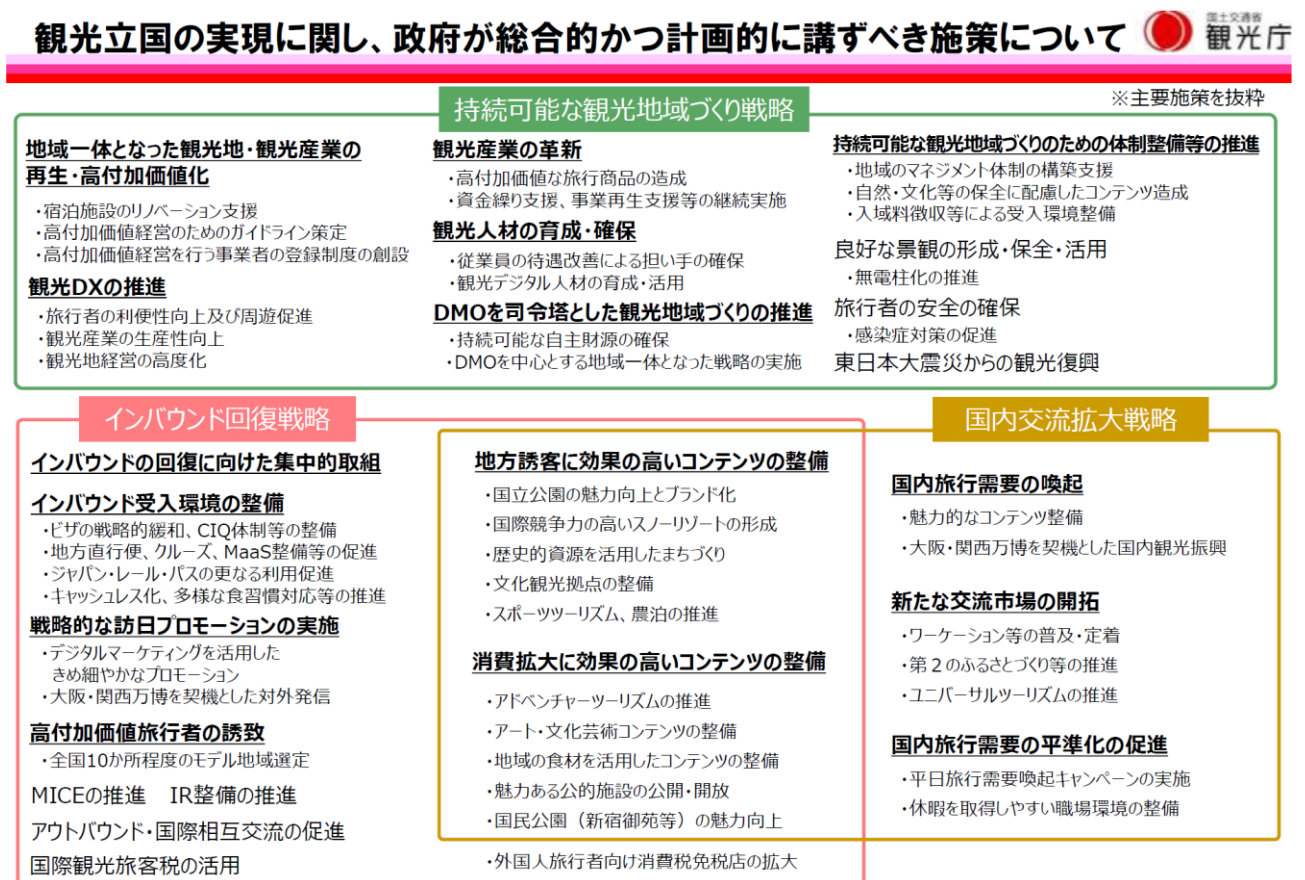 観光立国の実現に関し、政府が総合的かつ計画的に講ずべき施策について
国土交通省
観光庁
※主要施策を抜粋
持続可能な観光地域づくり戦略
地域一体となった観光地・観光産業の
再生・高付加価値化
・宿泊施設のリノベーション支援
・高付加価値経営のためのガイドライン策定
・高付加価値経営を行う事業者の登録制度の創設
観光DXの推進
・旅行者の利便性向上及び周遊促進
・観光産業の生産性向上
・観光地経営の高度化
観光産業の革新
・高付加価値な旅行商品の造成
・資金繰り支援、事業再生支援等の継続実施
観光人材の育成・確保
・従業員の待遇改善による担い手の確保
・観光デジタル人材の育成・活用
DMOを司令塔とした観光地域づくりの推進
・持続可能な自主財源の確保
・DMOを中心とする地域一体となった戦略の実施
持続可能な観光地域づくりのための体制整備等の推進
・地域のマネジメント体制の構築支援
・自然・文化等の保全に配慮したコンテンツ造成
・入域料徴収等による受入環境整備
良好な景観の形成・保全・活用
・無電柱化の推進
旅行者の安全の確保
・感染症対策の促進
東日本大震災からの観光復興
インバウンド回復戦略
インバウンドの回復に向けた集中的取組
インバウンド受入環境の整備
・ビザの戦略的緩和、CIQ体制等の整備
・地方直行便、クルーズ、MaaS整備等の促進
・ジャパン・レール・パスの更なる利用促進
・キャッシュレス化、多様な食習慣対応等の推進
戦略的な訪日プロモーションの実施
・デジタルマーケティングを活用した
きめ細やかなプロモーション
・大阪・関西万博を契機とした対外発信
高付加価値旅行者の誘致
・全国10か所程度のモデル地域選定
MICEの推進　IR整備の推進
アウトバウンド・国際相互交流の促進
国際観光旅客税の活用
地方誘客に効果の高いコンテンツの整備
・国立公園の魅力向上とブランド化
・国際競争力の高いスノーリゾートの形成
・歴史的資源を活用したまちづくり
・文化観光拠点の整備
・スポーツツーリズム、農泊の推進
消費拡大に効果の高いコンテンツの整備
・アドベンチャーツーリズムの推進
・アート・文化芸術コンテンツの整備
・地域の食材を活用したコンテンツの整備
・魅力ある公的施設の公開・開放
・国民公園（新宿御苑等）の魅力向上
・外国人旅行者向け消費税免税店の拡大
国内交流拡大戦略
国内旅行需要の喚起
・魅力的なコンテンツ整備
・大阪・関西万博を契機とした国内観光振興
新たな交流市場の開拓
・ワーケーション等の普及・定着
・第２のふるさとづくり等の推進
・ユニバーサルツーリズムの推進
国内旅行需要の平準化の促進
・平日旅行需要喚起キャンペーンの実施
・休暇を取得しやすい職場環境の整備